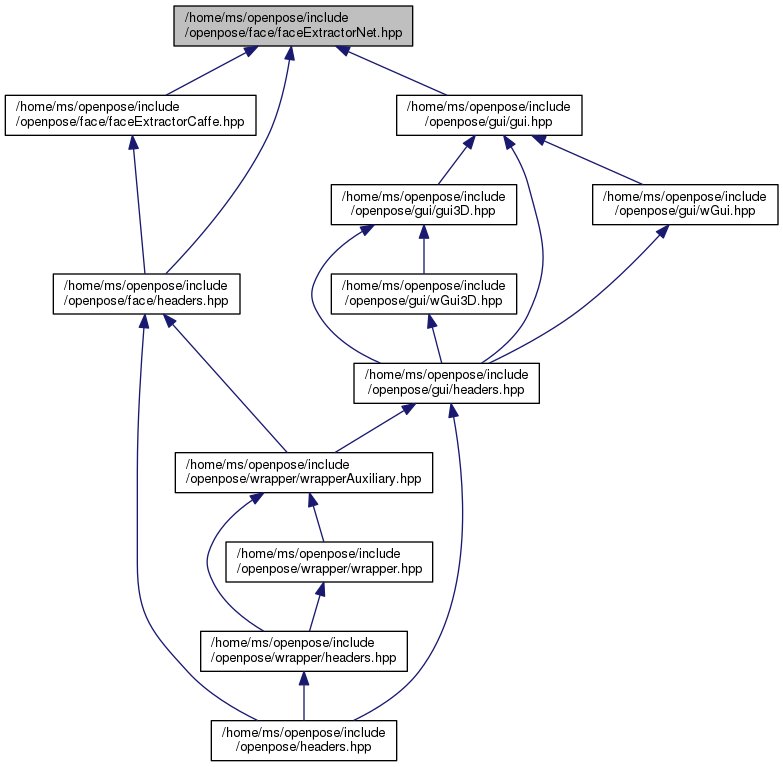 /home/ms/openpose/include
/openpose/face/faceExtractorNet.hpp
/home/ms/openpose/include
/openpose/face/faceExtractorCaffe.hpp
/home/ms/openpose/include
/openpose/gui/gui.hpp
/home/ms/openpose/include
/openpose/gui/gui3D.hpp
/home/ms/openpose/include
/openpose/gui/wGui.hpp
/home/ms/openpose/include
/openpose/face/headers.hpp
/home/ms/openpose/include
/openpose/gui/wGui3D.hpp
/home/ms/openpose/include
/openpose/gui/headers.hpp
/home/ms/openpose/include
/openpose/wrapper/wrapperAuxiliary.hpp
/home/ms/openpose/include
/openpose/wrapper/wrapper.hpp
/home/ms/openpose/include
/openpose/wrapper/headers.hpp
/home/ms/openpose/include
/openpose/headers.hpp